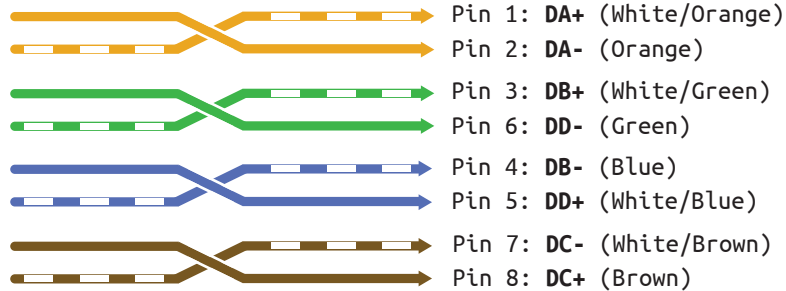 Pin 1: DA+ (White/Orange)
Pin 2: DA- (Orange)
Pin 3: DB+ (White/Green)
Pin 6: DD- (Green)
Pin 4: DB- (Blue)
Pin 5: DD+ (White/Blue)
Pin 7: DC- (White/Brown)
Pin 8: DC+ (Brown)